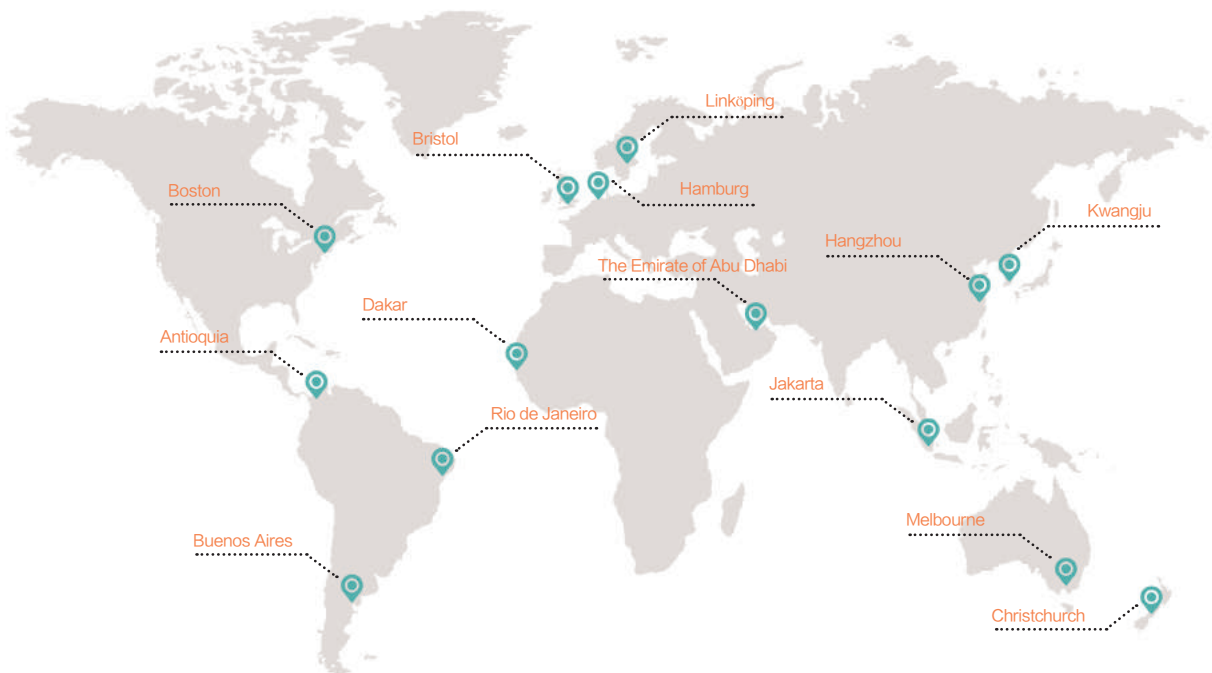 Linköping
Bristol
Boston
Hamburg
Kwangju
Hangzhou
The Emirate of Abu Dhabi
Dakar
Antioquia
Jakarta
Rio de Janeiro
Melbourne
Buenos Aires
Christchurch